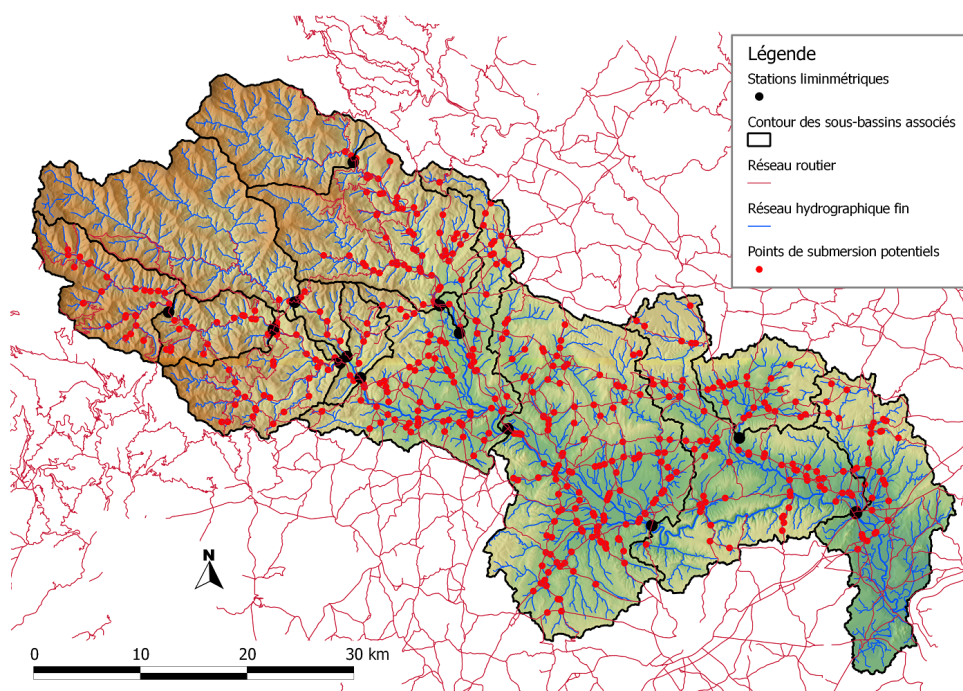 Légende
Stations liminmétriques
Contour des sous-bassins associés
Réseau routier
Réseau hydrographique fin
Points de submersion potentiels
N
0 10 20 30 km